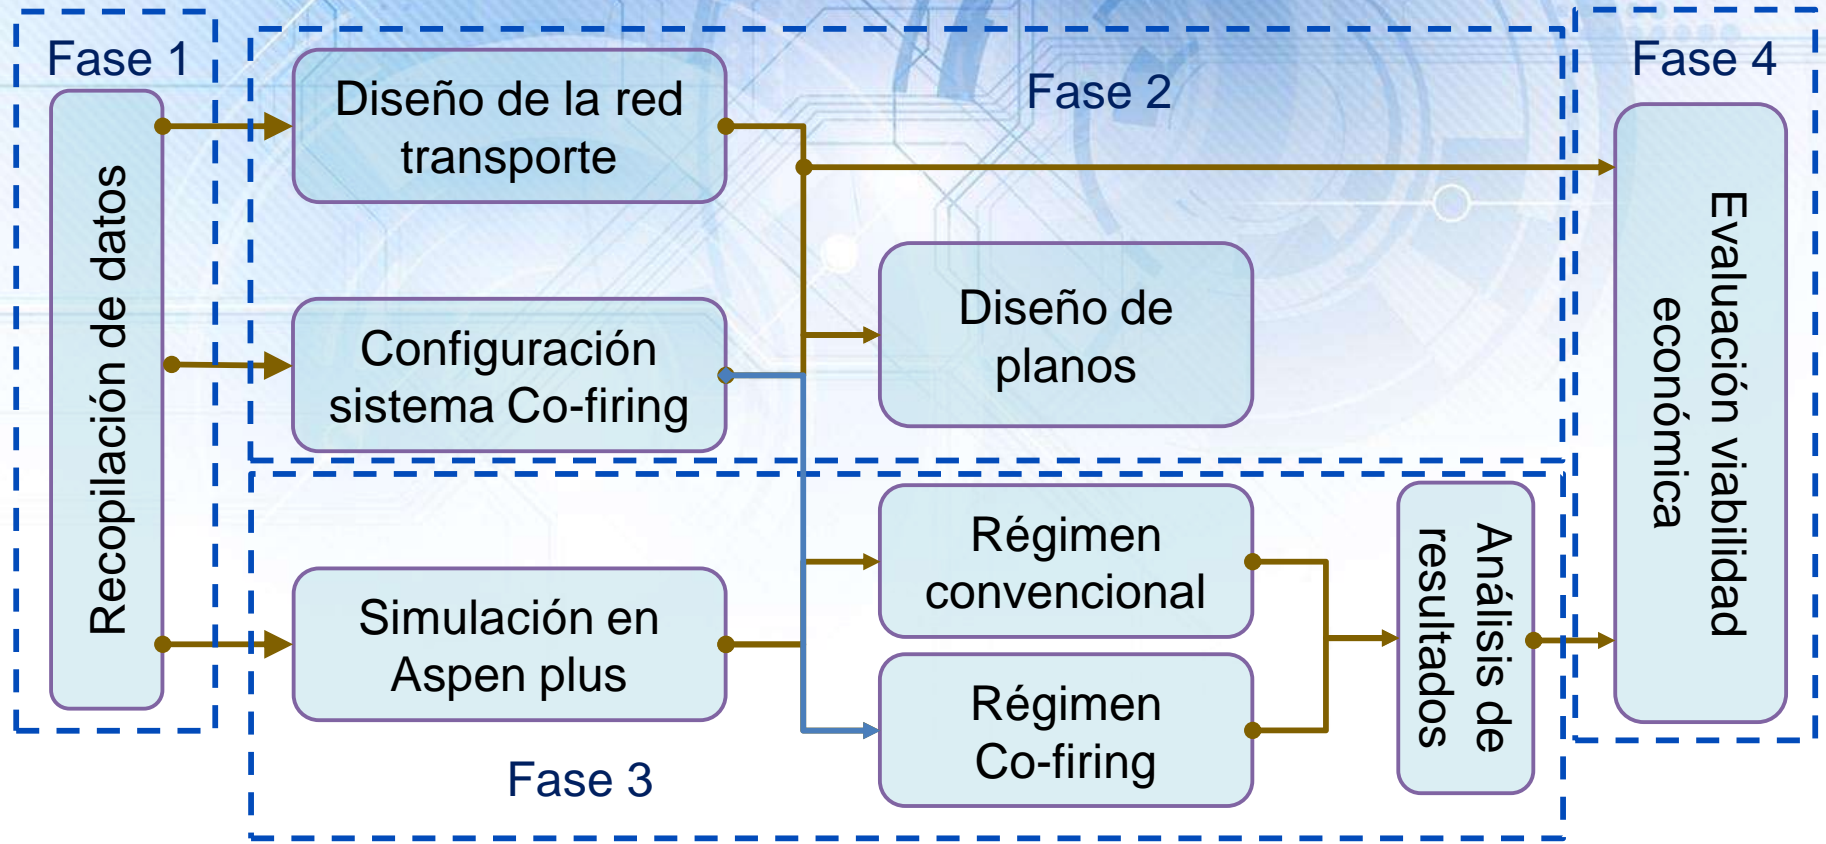 Fase 1
Recopilación de datos
Diseño de la red
transporte
Fase 2
Configuración
sistema Co-firing
Diseño de
planos
Simulación en
Aspen plus
Régimen
convencional
Régimen
Co-firing
Análisis de
resultados
Fase 3
Fase 4
Evaluación viabilidad
económica